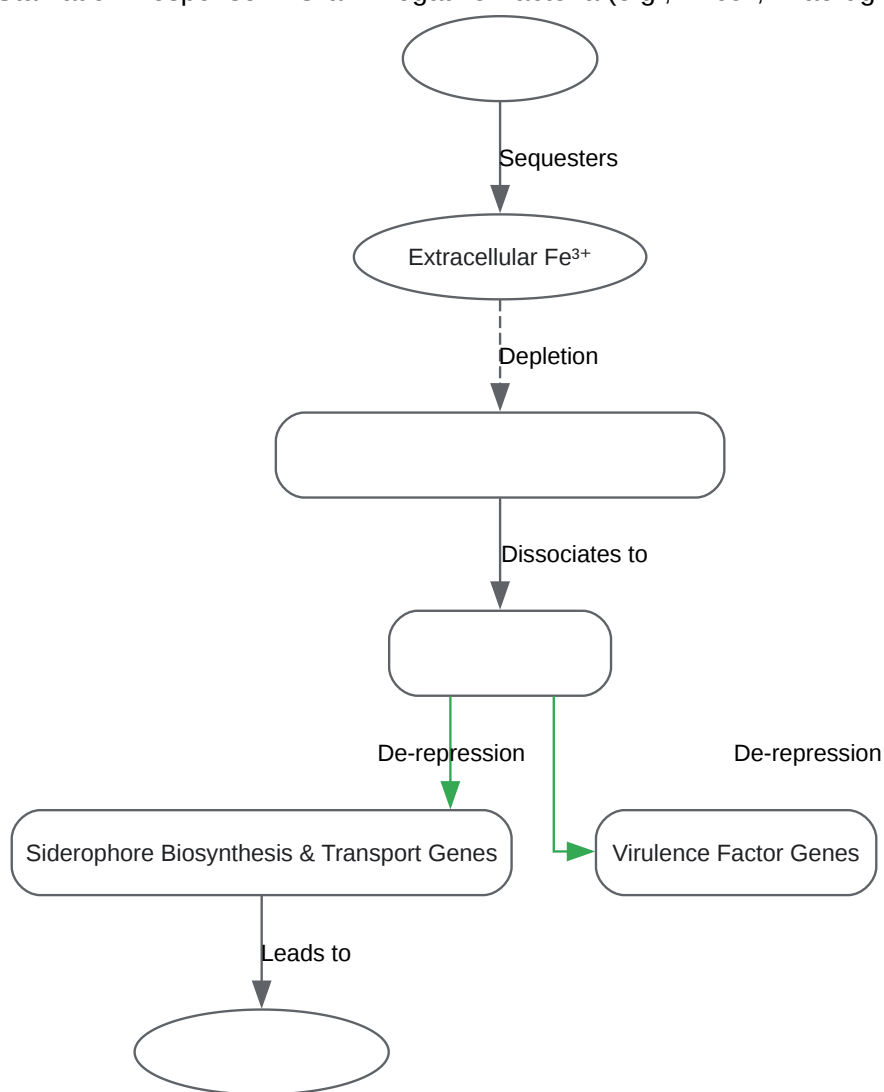 Sequesters
Extracellular Fe³⁺
Depletion
Dissociates to
De-repression
De-repression
Siderophore Biosynthesis & Transport Genes
Virulence Factor Genes
Leads to